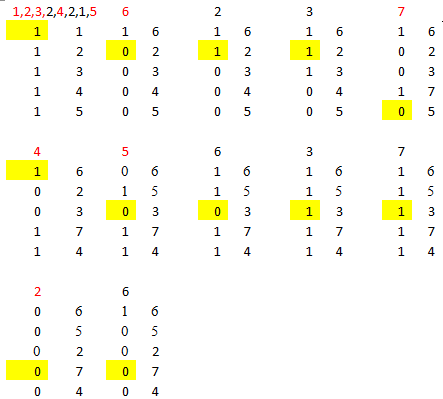 1,2,3,2,4,2,1,5 6 2 3 7
1 1 1 6 1 6 1 6 1 6
1 2 0 2 1 2 1 2 0 2
1 3 0 3 0 3 1 3 0 3
1 4 0 4 0 4 0 4 1 7
1 5 0 5 0 5 0 5 0 5
4 5 6 3 7
1 6 0 6 1 6 1 6 1 6
0 2 1 5 1 5 1 5 1 5
0 3 0 3 0 3 1 3 1 3
1 7 1 7 1 7 1 7 1 7
1 4 1 4 1 4 1 4 1 4
2 6
0 6 1 6
0 5 0 5
0 2 0 2
0 7 0 7
0 4 0 4